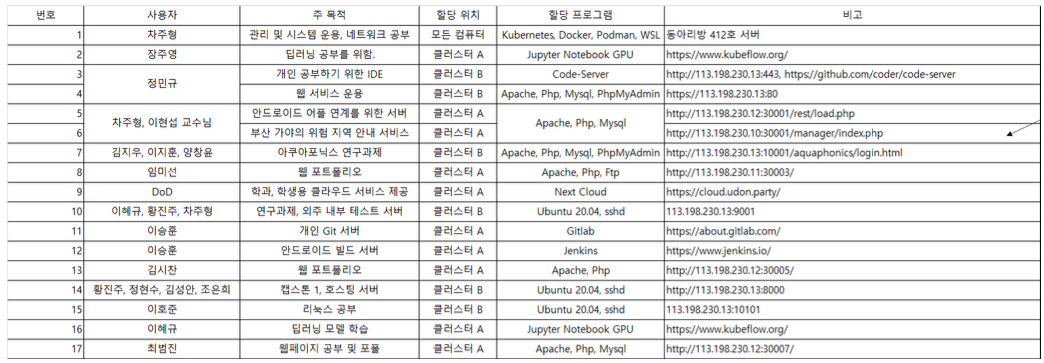 번호 사용자 주 목적 할당 위치 할당 프로그램 비고
1 차주형 관리 및 시스템 운용, 네트워크 공부 모든 컴퓨터 Kubernetes, Docker, Podman, WSL 동아리방 412호 서버
2 장주영 딥러닝 공부를 위함. 클러스터 A Jupyter Notebook GPU https://www.kubeflow.org/
3 정민규 개인 공부하기 위한 IDE 클러스터 B Code-Server http://113.198.230.13:443, https://github.com/coder/code-server
4 웹 서비스 운용 클러스터 B Apache, Php, Mysql, PhpMyAdmin https://113.198.230.13:80
5 차주형, 이현섭 교수님 안드로이드 어플 연계를 위한 서버 클러스터 A Apache, Php, Mysql http://113.198.230.12:30001/rest/load.php
6 부산 가야의 위험 지역 안내 서비스 클러스터 A http://113.198.230.10:30001/manager/index.php
7 김지우, 이지훈, 양창윤 아쿠아포닉스 연구과제 클러스터 B Apache, Php, Mysql, PhpMyAdmin http://113.198.230.13:10001/aquaphonics/login.html
8 임미선 웹 포트폴리오 클러스터 A Apache, Php, Ftp http://113.198.230.11:30003/
9 DoD 학과, 학생용 클라우드 서비스 제공 클러스터 A Next Cloud https://cloud.udon.party/
10 이혜규, 황진주, 차주형 연구과제, 외주 내부 테스트 서버 클러스터 B Ubuntu 20.04, sshd 113.198.230.13:9001
11 이승훈 개인 Git 서버 클러스터 A Gitlab https://about.gitlab.com/
12 이승훈 안드로이드 빌드 서버 클러스터 A Jenkins https://www.jenkins.io/
13 김시찬 웹 포트폴리오 클러스터 A Apache, Php http://113.198.230.12:30005/
14 황진주, 정현수, 김성안, 조은희 캡스톤 1, 호스팅 서버 클러스터 B Ubuntu 20.04, sshd http://113.198.230.13:8000
15 이호준 리눅스 공부 클러스터 B Ubuntu 20.04, sshd 113.198.230.13:10101
16 이혜규 딥러닝 모델 학습 클러스터 A Jupyter Notebook GPU https://www.kubeflow.org/
17 최범진 웹페이지 공부 및 포폴 클러스터 A Apache, Php, Mysql http://113.198.230.12:30007/